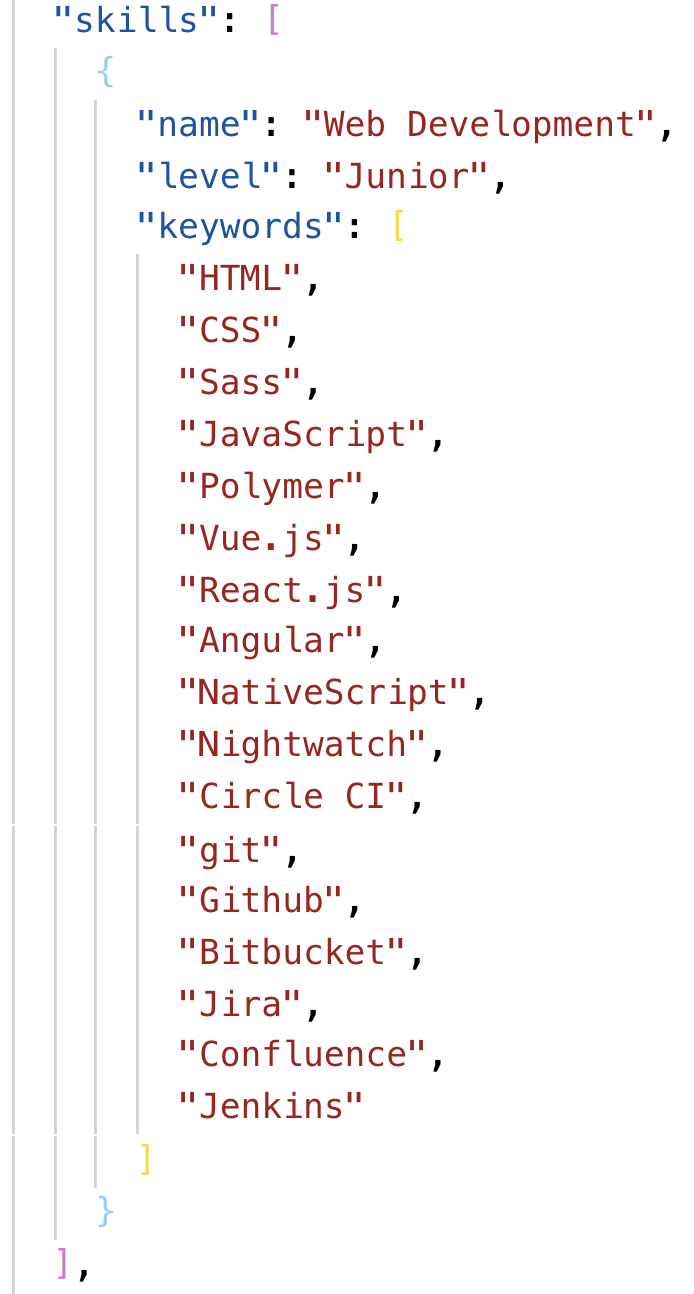 "skills": [
{
"name": "Web Development",
"level": "Junior",
"keywords": [
"HTML",
"CSS",
"Sass",
"JavaScript",
"Polymer",
"Vue.js",
"React.js",
"Angular",
"NativeScript",
"Nightwatch",
"Circle CI",
"git",
"Github",
"Bitbucket",
"Jira",
"Confluence",
"Jenkins"
]
}
],